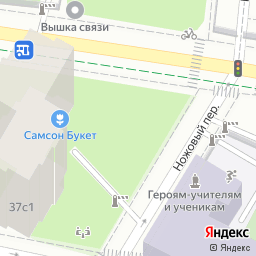 Вышка связи
Самсон Букет
Ножовый пер.
Героям-учителям
и ученикам
37с1
Яндекс
© Яндекс